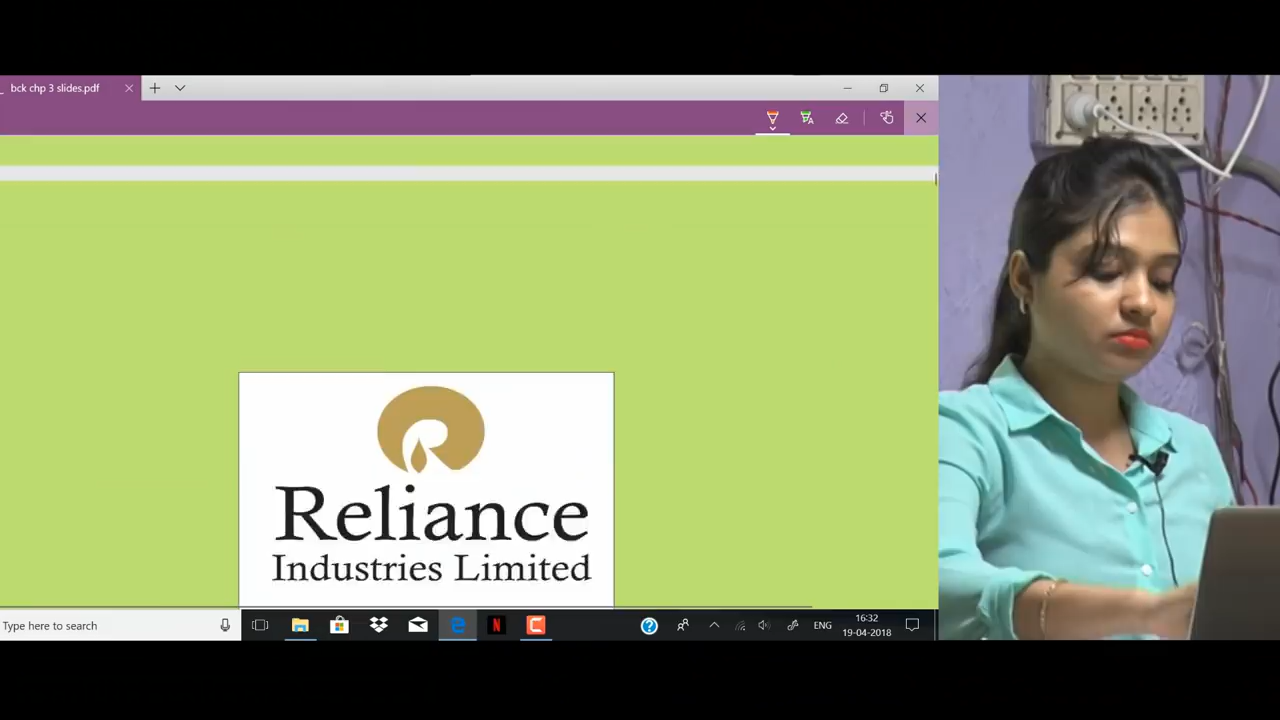 bck chp 3 slides.pdf
Reliance
Industries Limited
Type here to search
ENG
16:32
19-04-2018